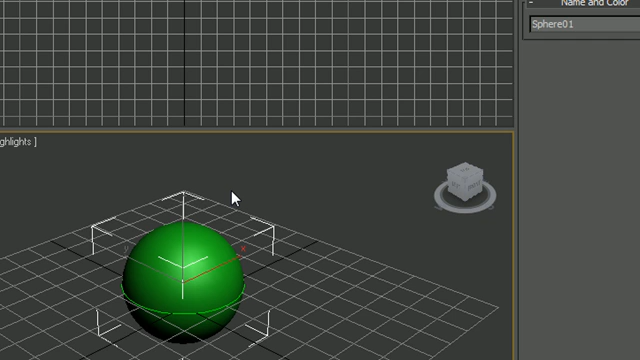 Name and Color
Sphere01
ghlights ]
y
x